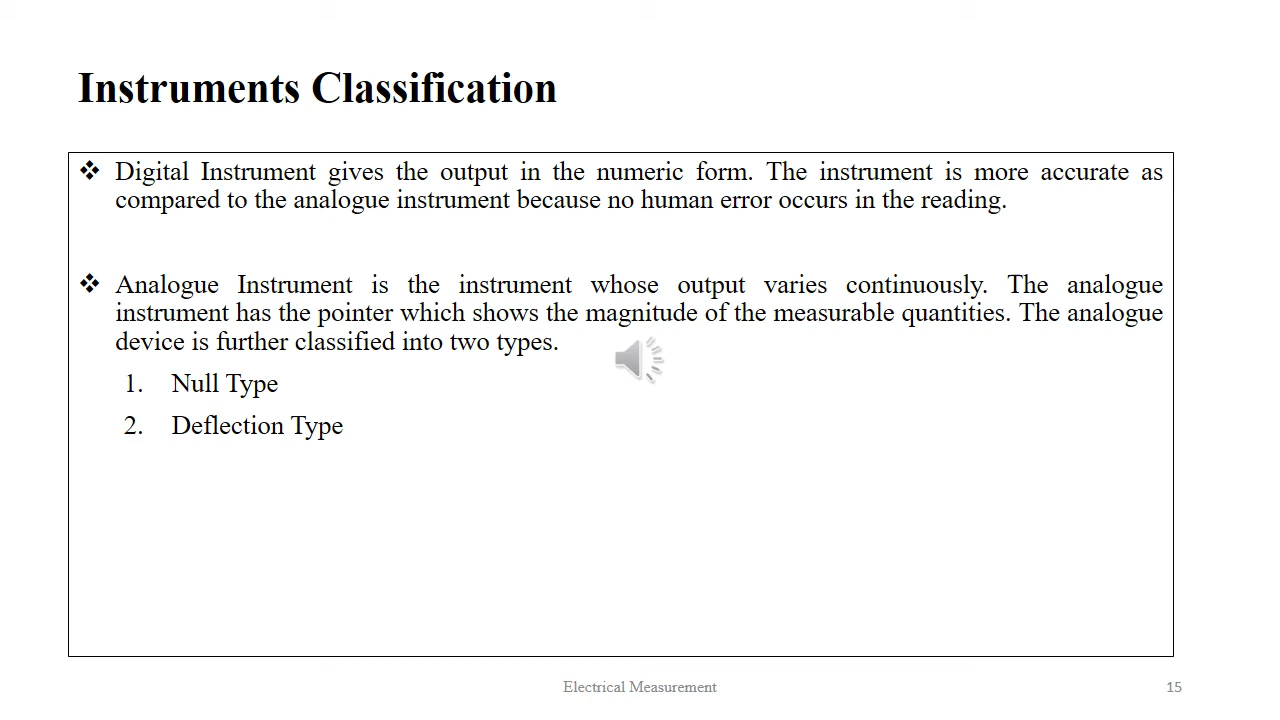 Instruments Classification
❖ Digital Instrument gives the output in the numeric form. The instrument is more accurate as
compared to the analogue instrument because no human error occurs in the reading.
❖ Analogue Instrument is the instrument whose output varies continuously. The analogue
instrument has the pointer which shows the magnitude of the measurable quantities. The analogue
device is further classified into two types.
1. Null Type
2. Deflection Type
Electrical Measurement
15